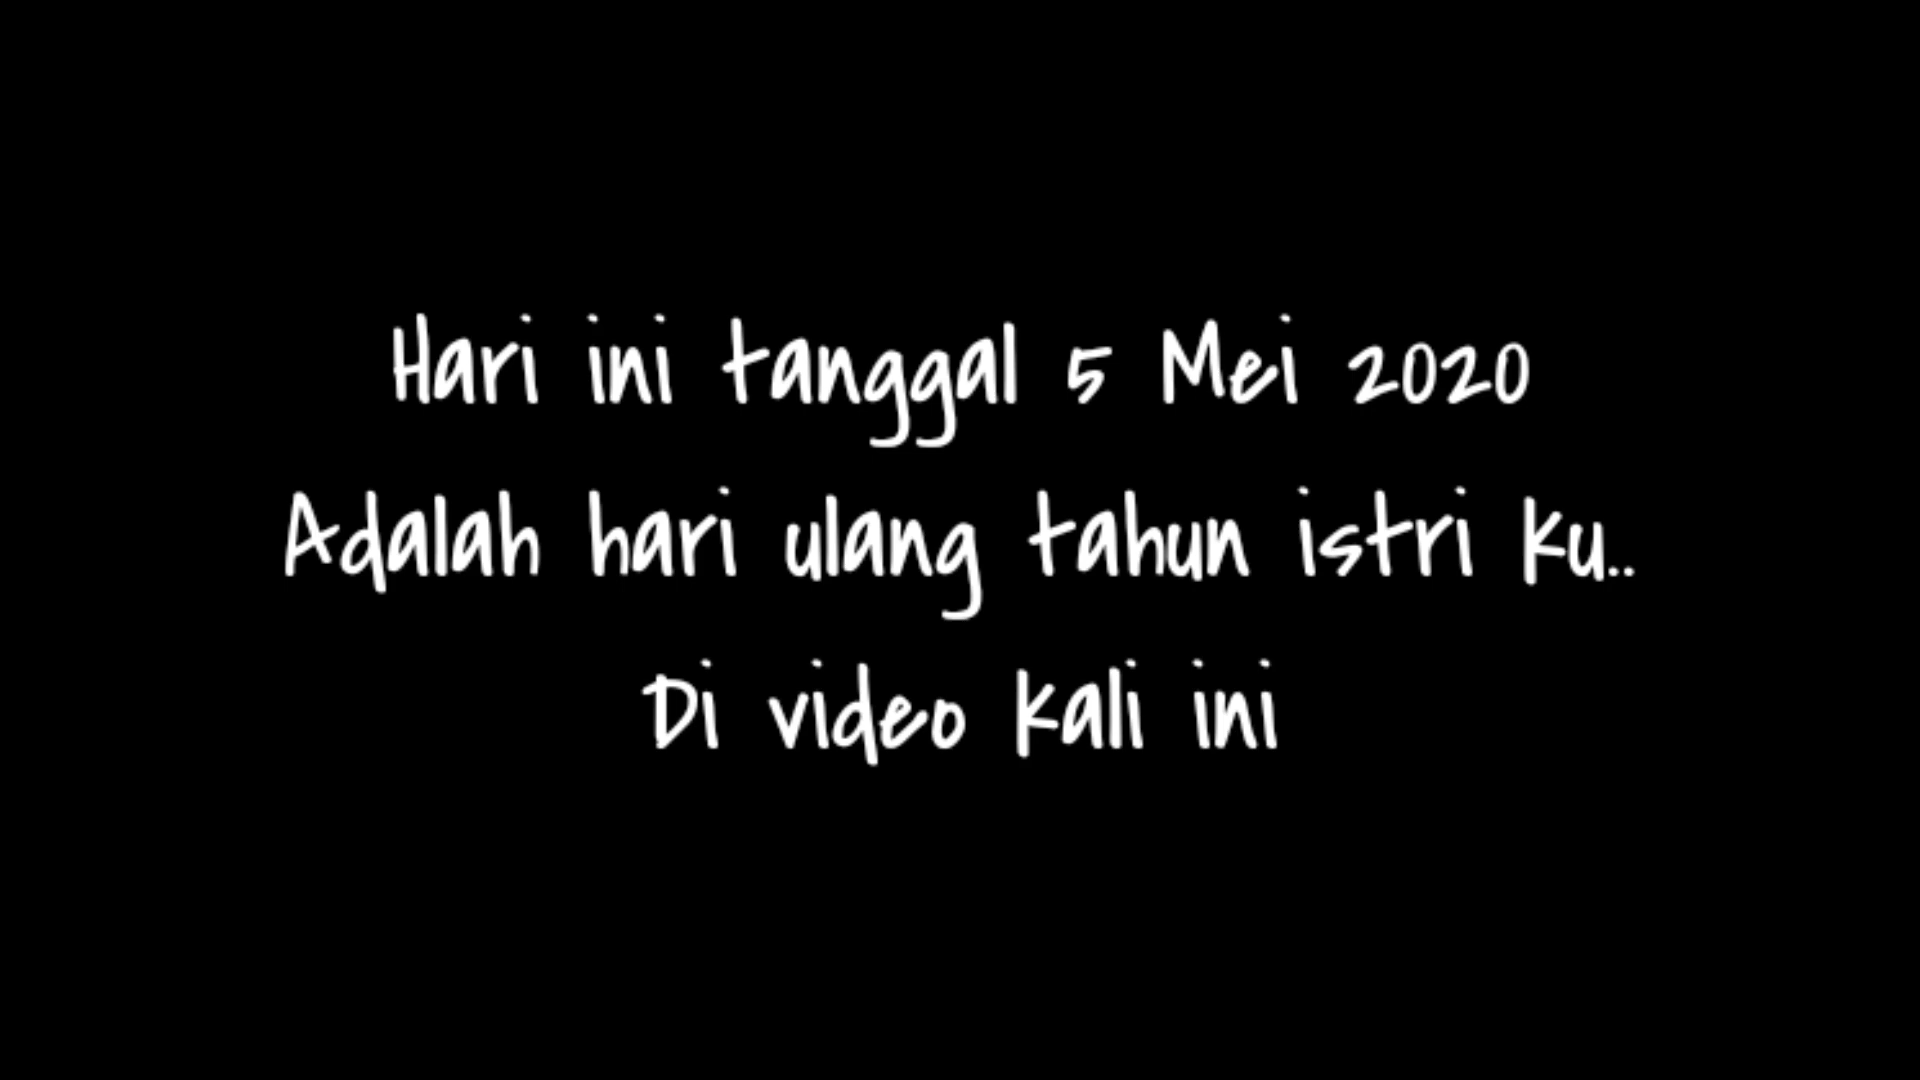 Hari ini tanggal 5 Mei 2020
Adalah hari ulang tahun istri ku..
Di video kali ini